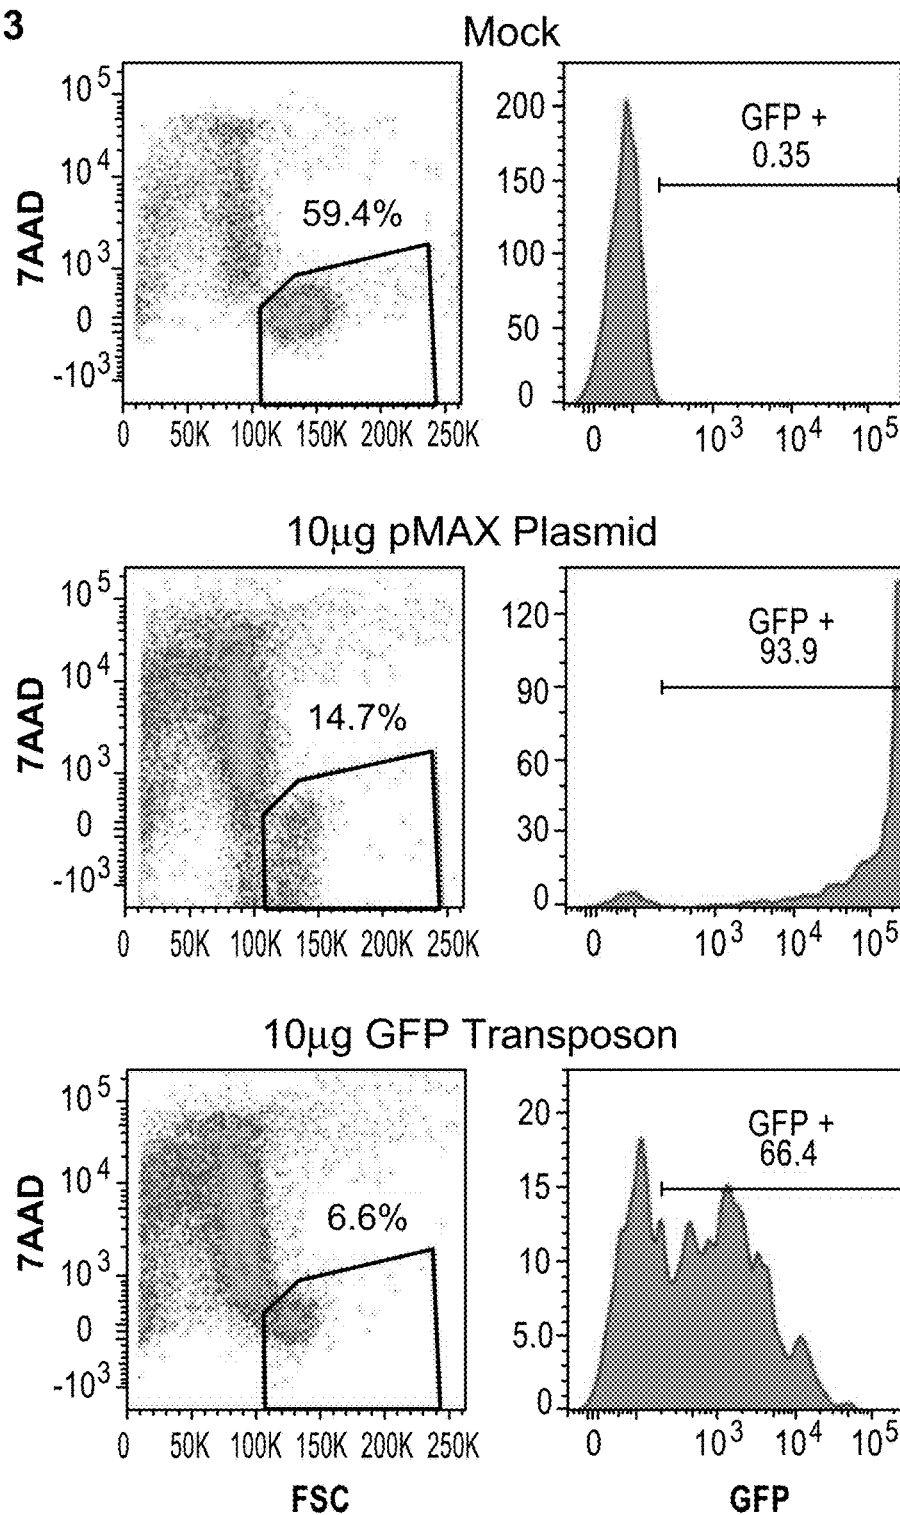 3
Mock
7AAD
10^5
10^4
10^3
0
-10^3
59.4%
0 50K 100K 150K 200K 250K
200
150
100
50
0
GFP +
0.35
0 10^3 10^4 10^5
10μg pMAX Plasmid
7AAD
10^5
10^4
10^3
0
-10^3
14.7%
0 50K 100K 150K 200K 250K
120
90
60
30
0
GFP +
93.9
0 10^3 10^4 10^5
10μg GFP Transposon
7AAD
10^5
10^4
10^3
0
-10^3
6.6%
0 50K 100K 150K 200K 250K
FSC
20
15
10
5.0
0
GFP +
66.4
0 10^3 10^4 10^5
GFP